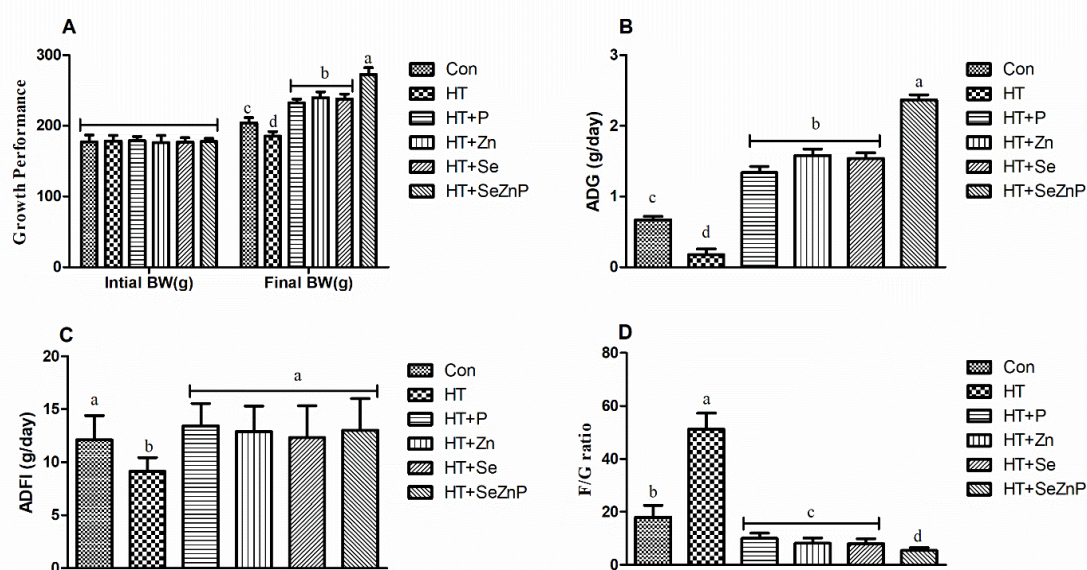 A
Growth Performance
300
200
100
0
c
d
b
a
Intial BW(g)
Final BW(g)
Con
HT
HT+P
HT+Zn
HT+Se
HT+SeZnP
B
ADG (g/day)
3
2
1
0
c
d
b
a
Con
HT
HT+P
HT+Zn
HT+Se
HT+SeZnP
C
ADFI (g/day)
20
15
10
5
0
a
b
a
Con
HT
HT+P
HT+Zn
HT+Se
HT+SeZnP
D
F/G ratio
80
60
40
20
0
b
a
c
d
Con
HT
HT+P
HT+Zn
HT+Se
HT+SeZnP